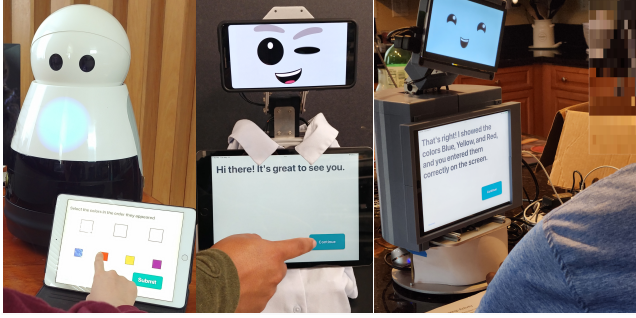 Select the colors in the order they appeared
Submit
Hi there! It's great to see you.
Continue
That's right! I showed the
colors Blue, Yellow, and Red,
and you entered them
correctly on the screen.